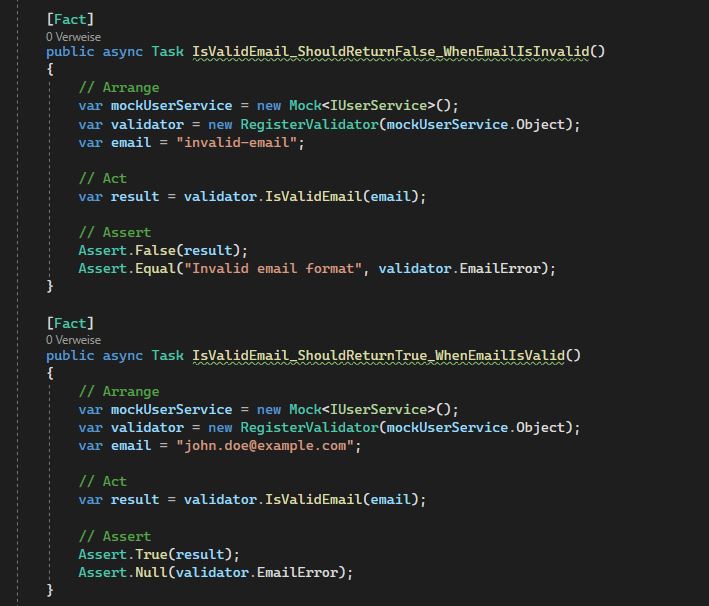 [Fact]
0 Verweise
public async Task IsValidEmail_ShouldReturnFalse_WhenEmailIsInvalid()
{
    // Arrange
    var mockUserService = new Mock<IUserService>();
    var validator = new RegisterValidator(mockUserService.Object);
    var email = "invalid-email";

    // Act
    var result = validator.IsValidEmail(email);

    // Assert
    Assert.False(result);
    Assert.Equal("Invalid email format", validator.EmailError);
}

[Fact]
0 Verweise
public async Task IsValidEmail_ShouldReturnTrue_WhenEmailIsValid()
{
    // Arrange
    var mockUserService = new Mock<IUserService>();
    var validator = new RegisterValidator(mockUserService.Object);
    var email = "john.doe@example.com";

    // Act
    var result = validator.IsValidEmail(email);

    // Assert
    Assert.True(result);
    Assert.Null(validator.EmailError);
}